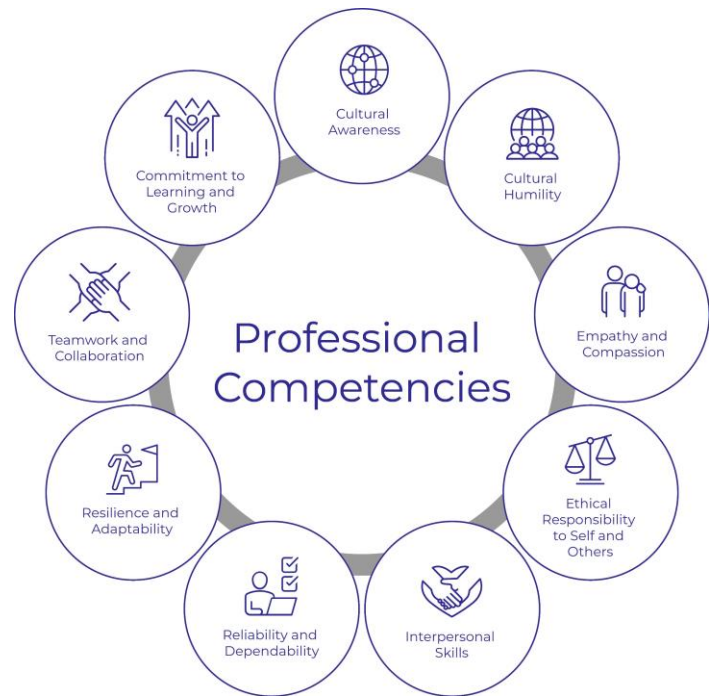 Cultural
Awareness
Cultural
Humility
Empathy and
Compassion
Ethical
Responsibility
to Self and
Others
Interpersonal
Skills
Reliability and
Dependability
Resilience and
Adaptability
Teamwork and
Collaboration
Commitment to
Learning and
Growth
Professional
Competencies